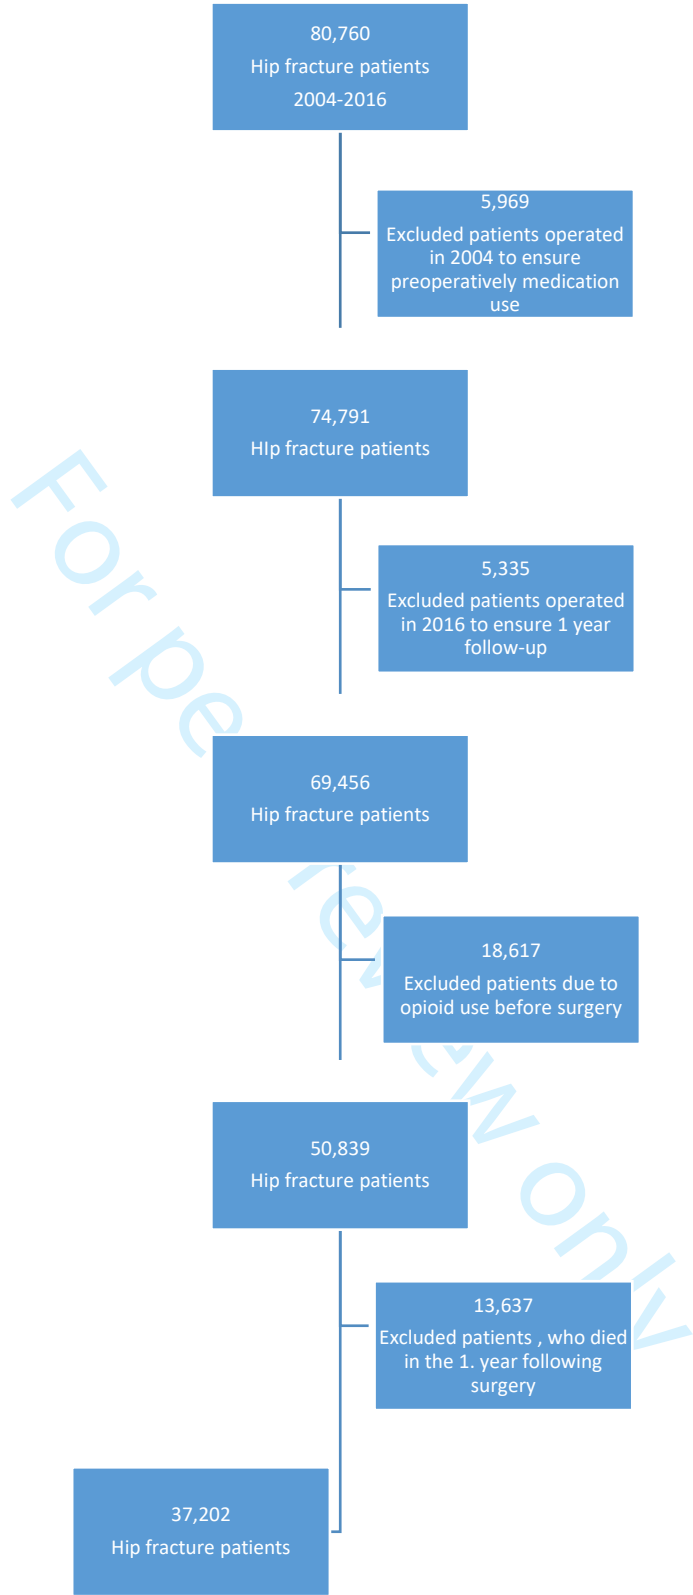 80,760
Hip fracture patients
2004-2016
5,969
Excluded patients operated
in 2004 to ensure
preoperatively medication
use
74,791
HIp fracture patients
5,335
Excluded patients operated
in 2016 to ensure 1 year
follow-up
69,456
Hip fracture patients
18,617
Excluded patients due to
opioid use before surgery
50,839
Hip fracture patients
13,637
Excluded patients , who died
in the 1. year following
surgery
37,202
Hip fracture patients
For peer review only